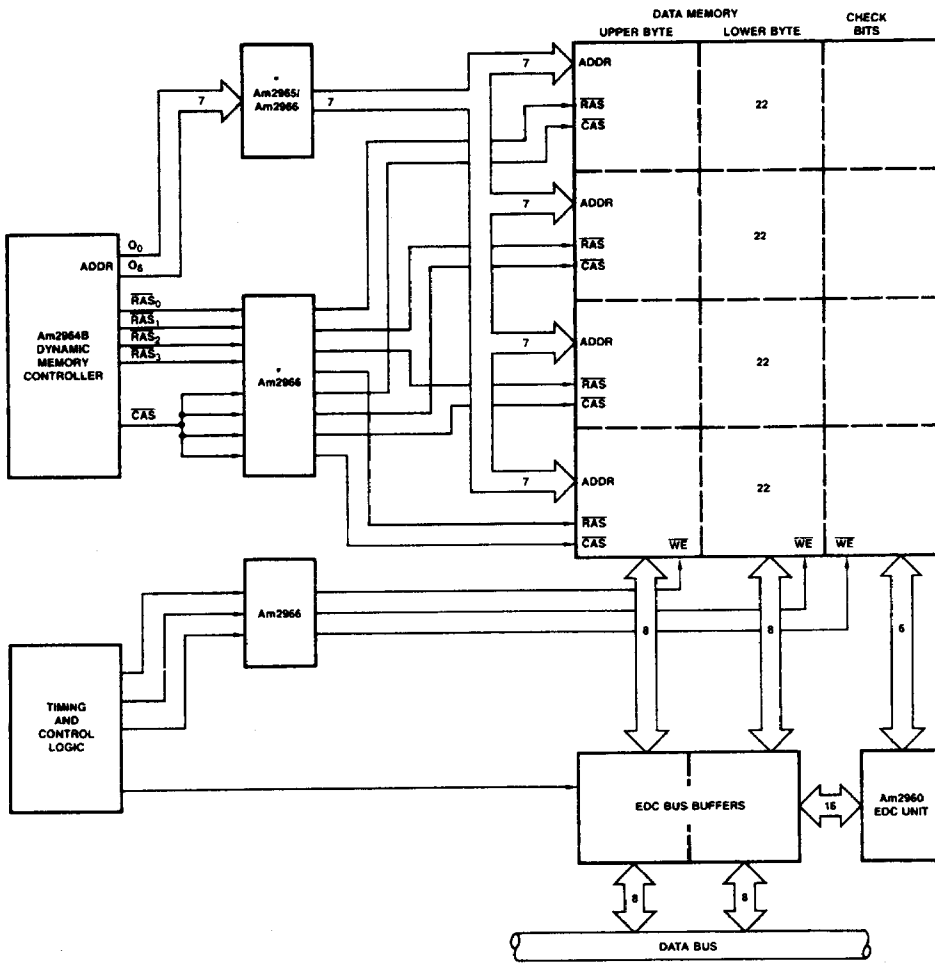 DATA MEMORY
UPPER BYTE LOWER BYTE
CHECK
BITS
*
Am2965/
Am2966
7
7
7
ADDR
RAS
CAS
22
7
ADDR
RAS
CAS
22
7
ADDR
RAS
CAS
22
7
ADDR
RAS
CAS
22
WE
WE
WE
O0
ADDR
O6
RAS0
RAS1
RAS2
RAS3
CAS
Am2964B
DYNAMIC
MEMORY
CONTROLLER
*
Am2966
Am2966
TIMING
AND
CONTROL
LOGIC
8
8
6
EDC BUS BUFFERS
16
Am2960
EDC UNIT
8
8
DATA BUS